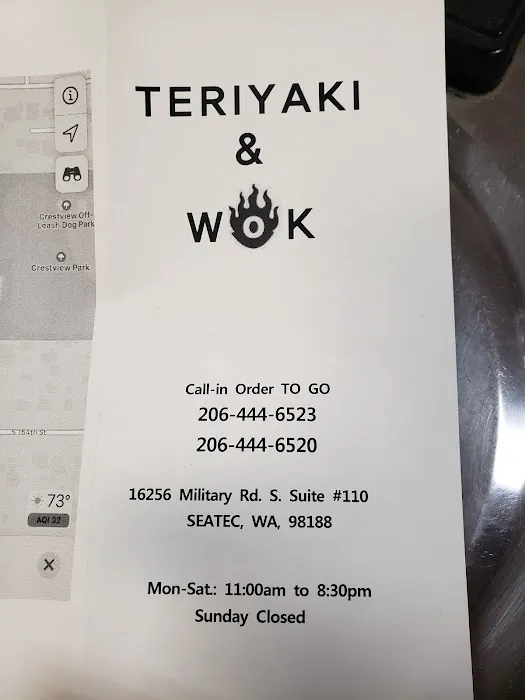 Crestview Off-
Leash Dog Park
Crestview Park
S 164th St
73°
AQI 32
TERIYAKI
&
WOK
Call-in Order TO GO
206-444-6523
206-444-6520
16256 Military Rd. S. Suite #110
SEATEC, WA, 98188
Mon-Sat.: 11:00am to 8:30pm
Sunday Closed